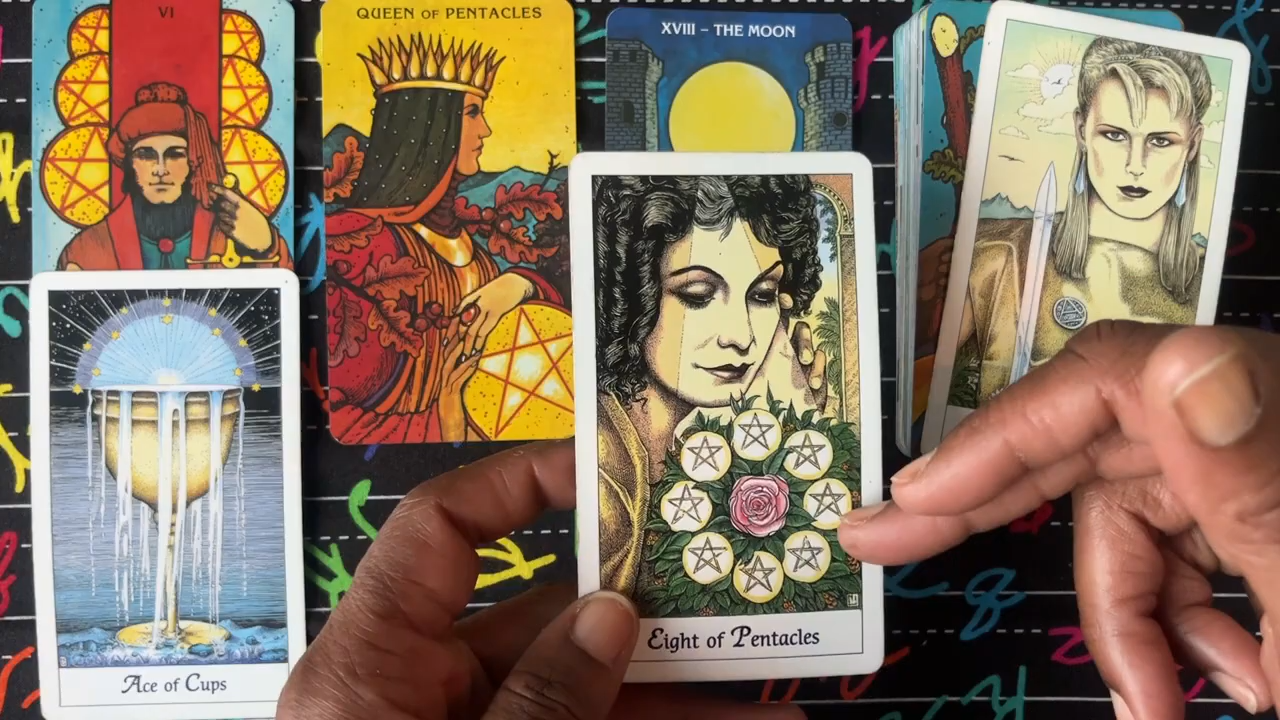 VI
QUEEN OF PENTACLES
XVIII – THE MOON
Eight of Pentacles
Ace of Cups